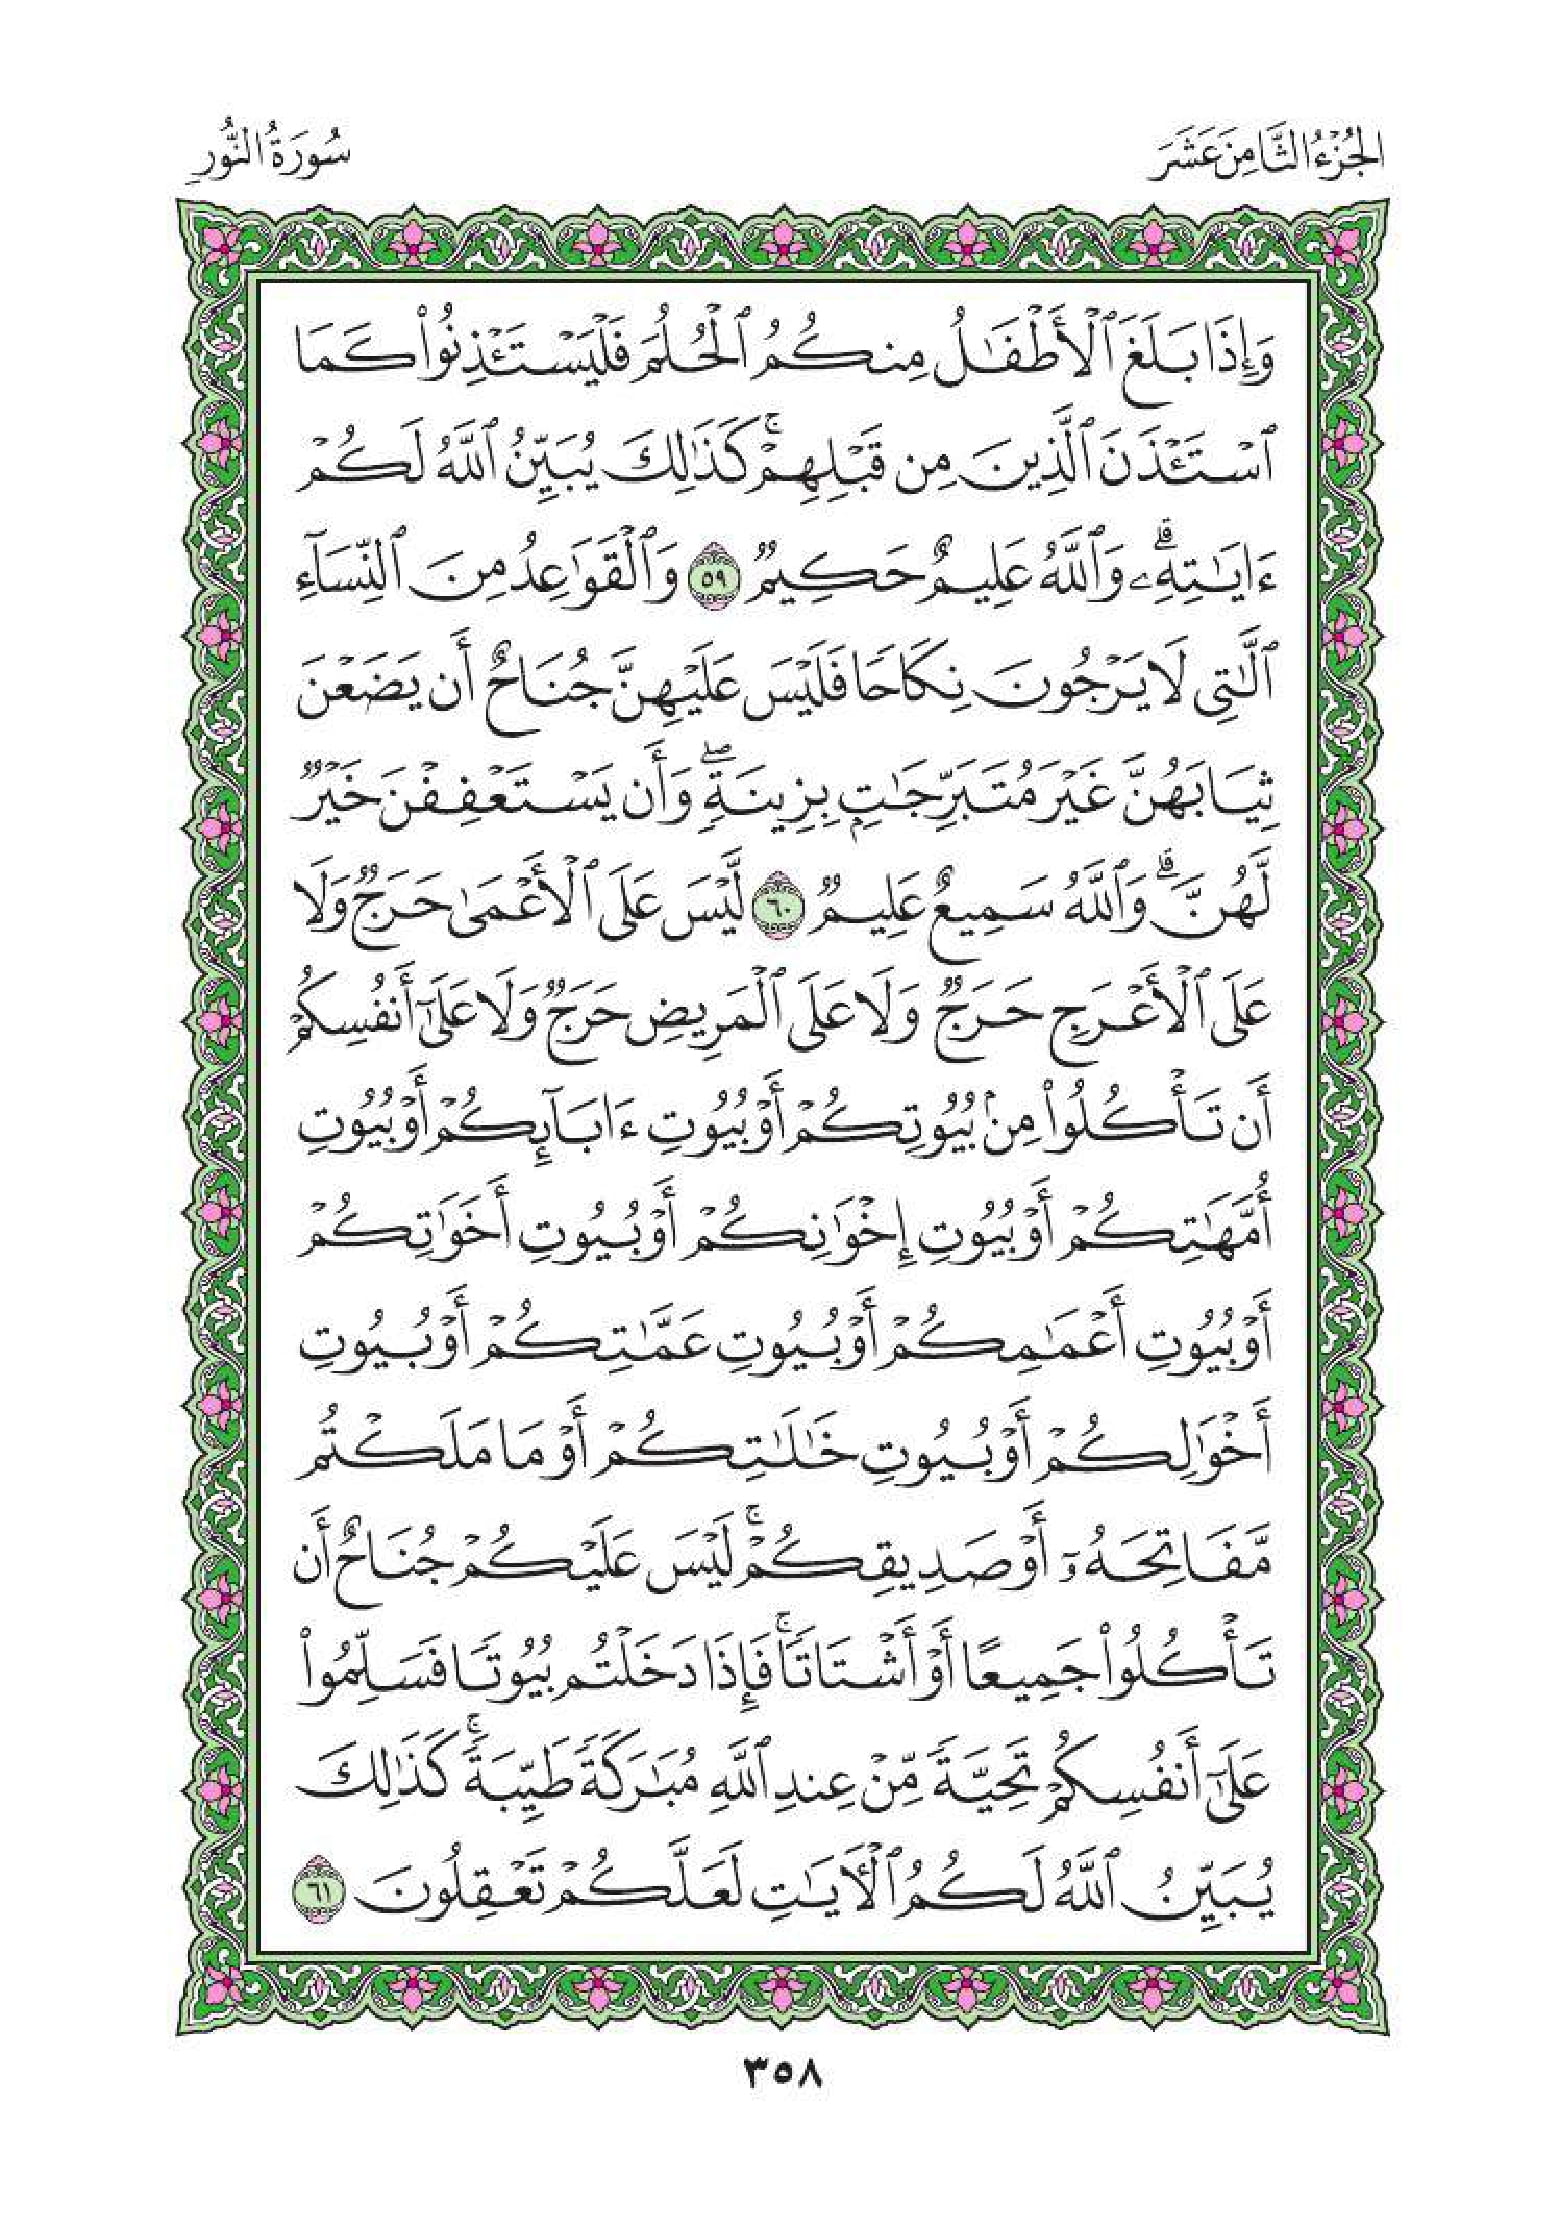 الجُزْءُ الثَّامِنَ عَشَرَ
سُورَةُ النُّورِ
وَإِذَا بَلَغَ ٱلْأَطْفَٰلُ مِنكُمُ ٱلْحُلُمَ فَلْيَسْتَـْٔذِنُوا۟ كَمَا
ٱسْتَـْٔذَنَ ٱلَّذِينَ مِن قَبْلِهِمْ ۚ كَذَٰلِكَ يُبَيِّنُ ٱللَّهُ لَكُمْ
ءَايَٰتِهِۦ ۗ وَٱللَّهُ عَلِيمٌ حَكِيمٌ ٥٩ وَٱلْقَوَٰعِدُ مِنَ ٱلنِّسَآءِ
ٱلَّٰتِى لَا يَرْجُونَ نِكَاحًا فَلَيْسَ عَلَيْهِنَّ جُنَاحٌ أَن يَضَعْنَ
ثِيَابَهُنَّ غَيْرَ مُتَبَرِّجَٰتٍۭ بِزِينَةٍ ۖ وَأَن يَسْتَعْفِفْنَ خَيْرٌ
لَّهُنَّ ۗ وَٱللَّهُ سَمِيعٌ عَلِيمٌ ٦٠ لَّيْسَ عَلَى ٱلْأَعْمَىٰ حَرَجٌ وَلَا
عَلَى ٱلْأَعْرَجِ حَرَجٌ وَلَا عَلَى ٱلْمَرِيضِ حَرَجٌ وَلَا عَلَىٰٓ أَنفُسِكُمْ
أَن تَأْكُلُوا۟ مِنۢ بُيُوتِكُمْ أَوْ بُيُوتِ ءَابَآئِكُمْ أَوْ بُيُوتِ
أُمَّهَٰتِكُمْ أَوْ بُيُوتِ إِخْوَٰنِكُمْ أَوْ بُيُوتِ أَخَوَٰتِكُمْ
أَوْ بُيُوتِ أَعْمَٰمِكُمْ أَوْ بُيُوتِ عَمَّٰتِكُمْ أَوْ بُيُوتِ
أَخْوَٰلِكُمْ أَوْ بُيُوتِ خَٰلَٰتِكُمْ أَوْ مَا مَلَكْتُم
مَّفَاتِحَهُۥٓ أَوْ صَدِيقِكُمْ ۚ لَيْسَ عَلَيْكُمْ جُنَاحٌ أَن
تَأْكُلُوا۟ جَمِيعًا أَوْ أَشْتَاتًا ۚ فَإِذَا دَخَلْتُم بُيُوتًا فَسَلِّمُوا۟
عَلَىٰٓ أَنفُسِكُمْ تَحِيَّةً مِّنْ عِندِ ٱللَّهِ مُبَٰرَكَةً طَيِّبَةً ۚ كَذَٰلِكَ
يُبَيِّنُ ٱللَّهُ لَكُمُ ٱلْـَٔايَٰتِ لَعَلَّكُمْ تَعْقِلُونَ ٦١
٣٥٨